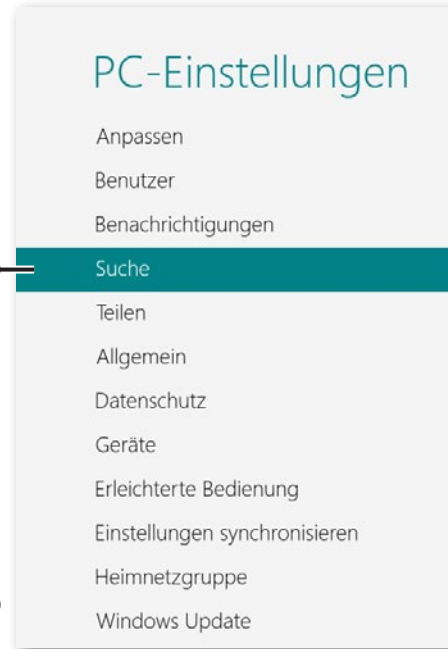 PC-Einstellungen
Anpassen
Benutzer
Benachrichtigungen
Suche
Teilen
Allgemein
Datenschutz
Geräte
Erleichterte Bedienung
Einstellungen synchronisieren
Heimnetzgruppe
Windows Update